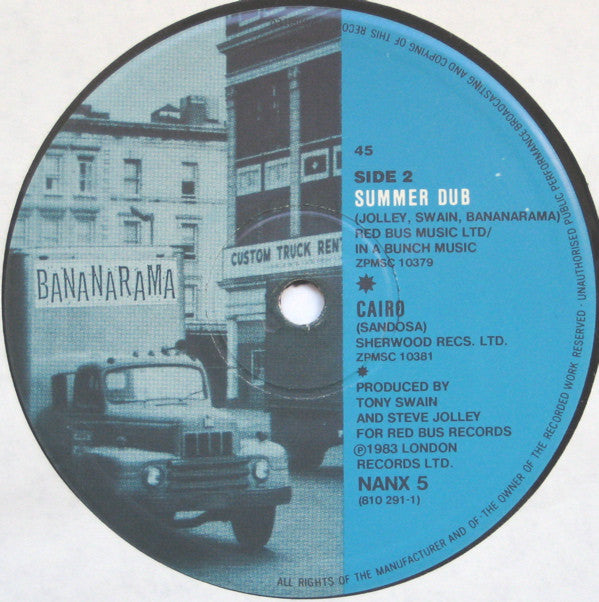 BANANARAMA
CUSTOM TRUCK REN
45
SIDE 2
SUMMER DUB
(JOLLEY, SWAIN, BANANARAMA)
RED BUS MUSIC LTD/
IN A BUNCH MUSIC
ZPMSC 10379
CAIRO
(SANDOSA)
SHERWOOD RECS. LTD.
ZPMSC 10381
PRODUCED BY
TONY SWAIN
AND STEVE JOLLEY
FOR RED BUS RECORDS
℗1983 LONDON
RECORDS LTD.
NANX 5
(810 291-1)
ALL RIGHTS OF THE MANUFACTURER AND OF THE OWNER OF THE RECORDED WORK RESERVED · UNAUTHORISED PUBLIC PERFORMANCE BROADCASTING AND COPYING OF THIS RECO